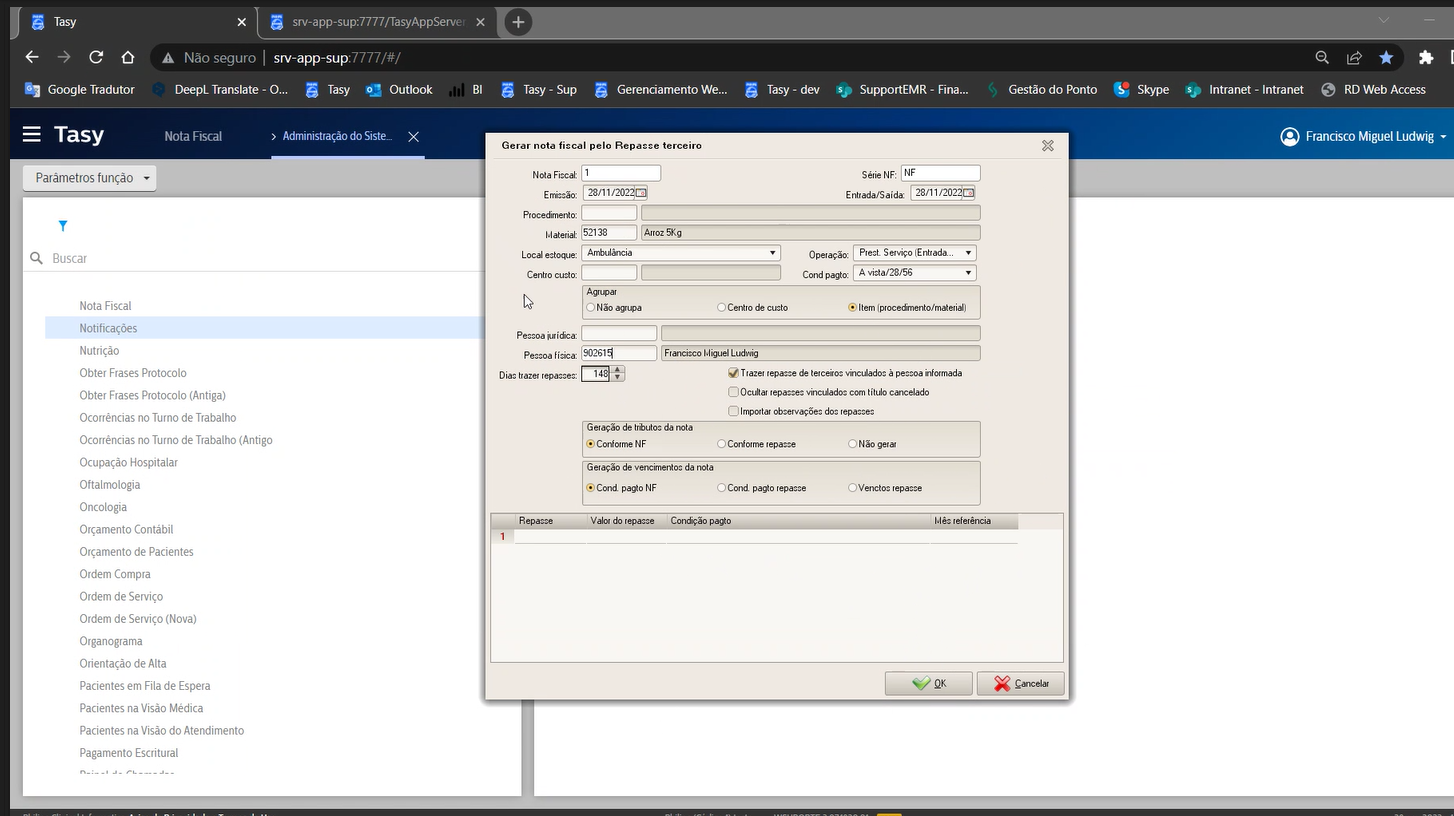 Tasy
srv-app-sup:7777/TasyAppServer
Não seguro
srv-app-sup:7777/#/
Google Tradutor
DeepL Translate - O...
Tasy
Outlook
BI
Tasy - Sup
Gerenciamento We...
Tasy - dev
SupportEMR - Fina...
Gestão do Ponto
Skype
Intranet - Intranet
RD Web Access
Tasy
Nota Fiscal
Administração do Siste...
Francisco Miguel Ludwig
Parâmetros função
Buscar
Nota Fiscal
Notificações
Nutrição
Obter Frases Protocolo
Obter Frases Protocolo (Antiga)
Ocorrências no Turno de Trabalho
Ocorrências no Turno de Trabalho (Antigo
Ocupação Hospitalar
Oftalmologia
Oncologia
Orçamento Contábil
Orçamento de Pacientes
Ordem Compra
Ordem de Serviço
Ordem de Serviço (Nova)
Organograma
Orientação de Alta
Pacientes em Fila de Espera
Pacientes na Visão Médica
Pacientes na Visão do Atendimento
Pagamento Escritural
Gerar nota fiscal pelo Repasse terceiro
Nota Fiscal: 1 Série NF: NF
Emissão: 28/11/2022 Entrada/Saída: 28/11/2022
Procedimento:
Material: 52138 Arroz 5Kg
Local estoque: Ambulância Operação: Prest. Serviço (Entrada...
Centro custo: Cond pagto: A vista/28/56
Agrupar
Não agrupa Centro de custo Item (procedimento/material)
Pessoa jurídica:
Pessoa física: 902615 Francisco Miguel Ludwig
Dias trazer repasses: 148 Trazer repasse de terceiros vinculados à pessoa informada
Ocultar repasses vinculados com título cancelado
Importar observações dos repasses
Geração de tributos da nota
Conforme NF Conforme repasse Não gerar
Geração de vencimentos da nota
Cond. pagto NF Cond. pagto repasse Venctos repasse
Repasse Valor do repasse Condição pagto Mês referência
1
OK Cancelar